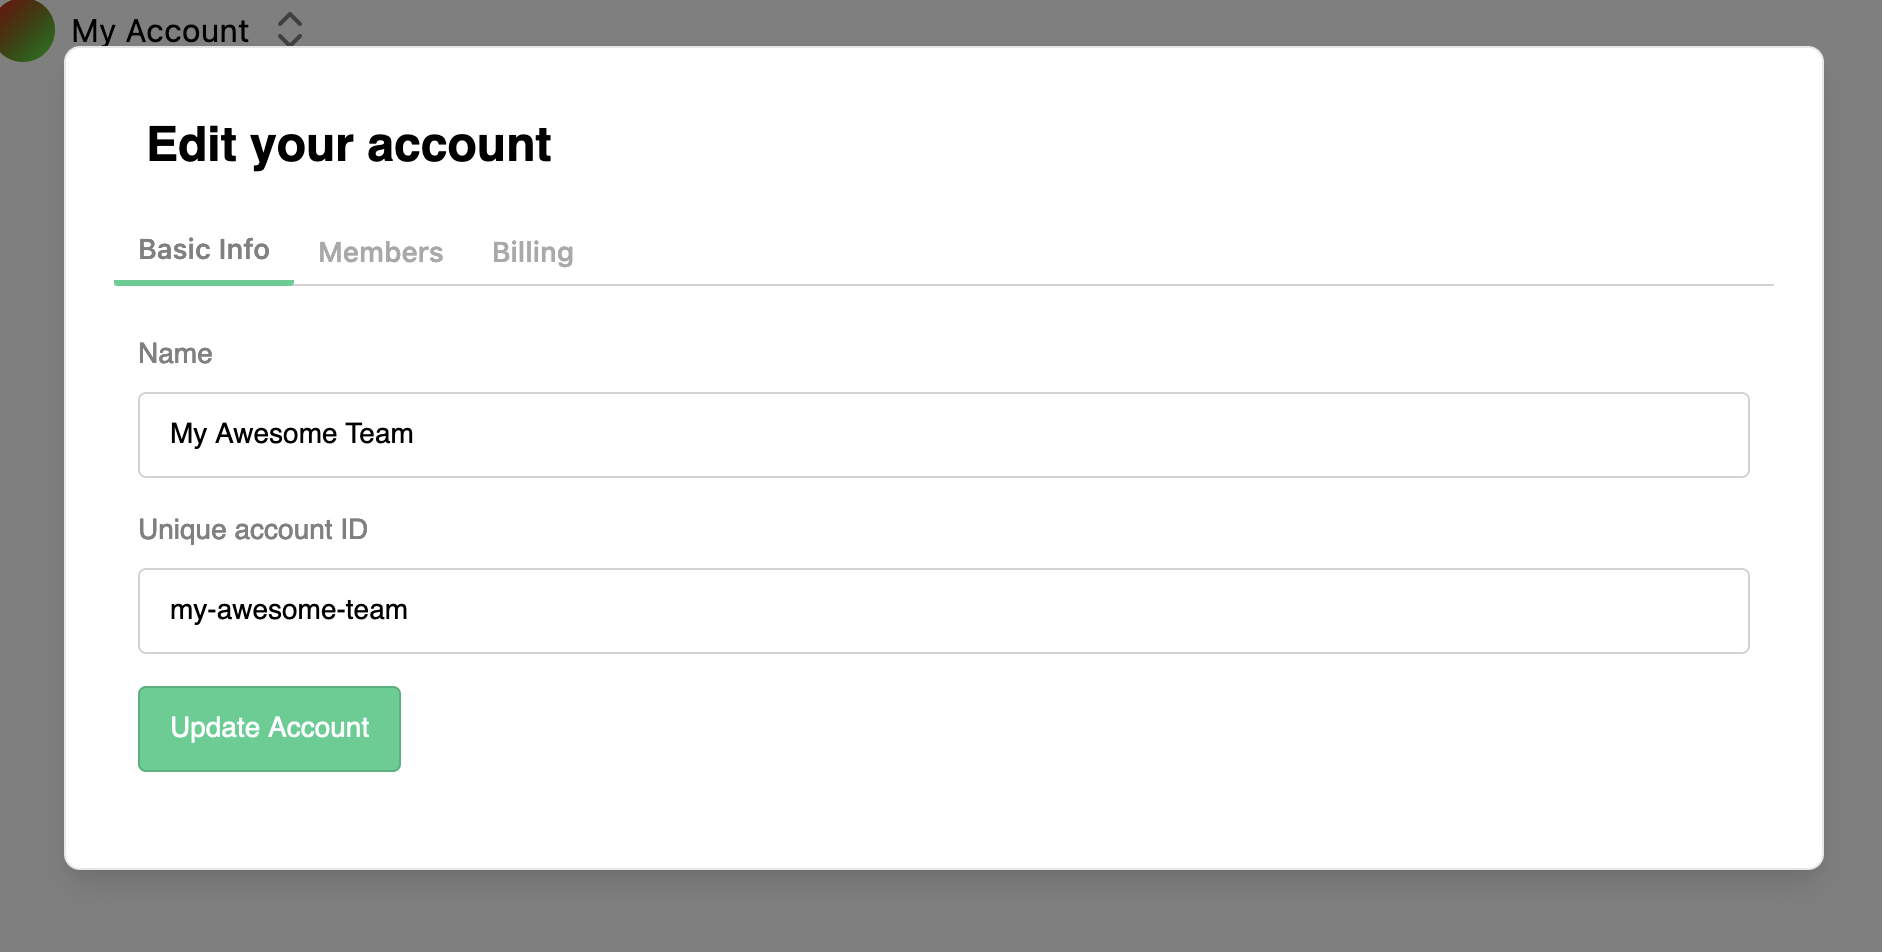 My Account
Edit your account
Basic Info Members Billing
Name
My Awesome Team
Unique account ID
my-awesome-team
Update Account